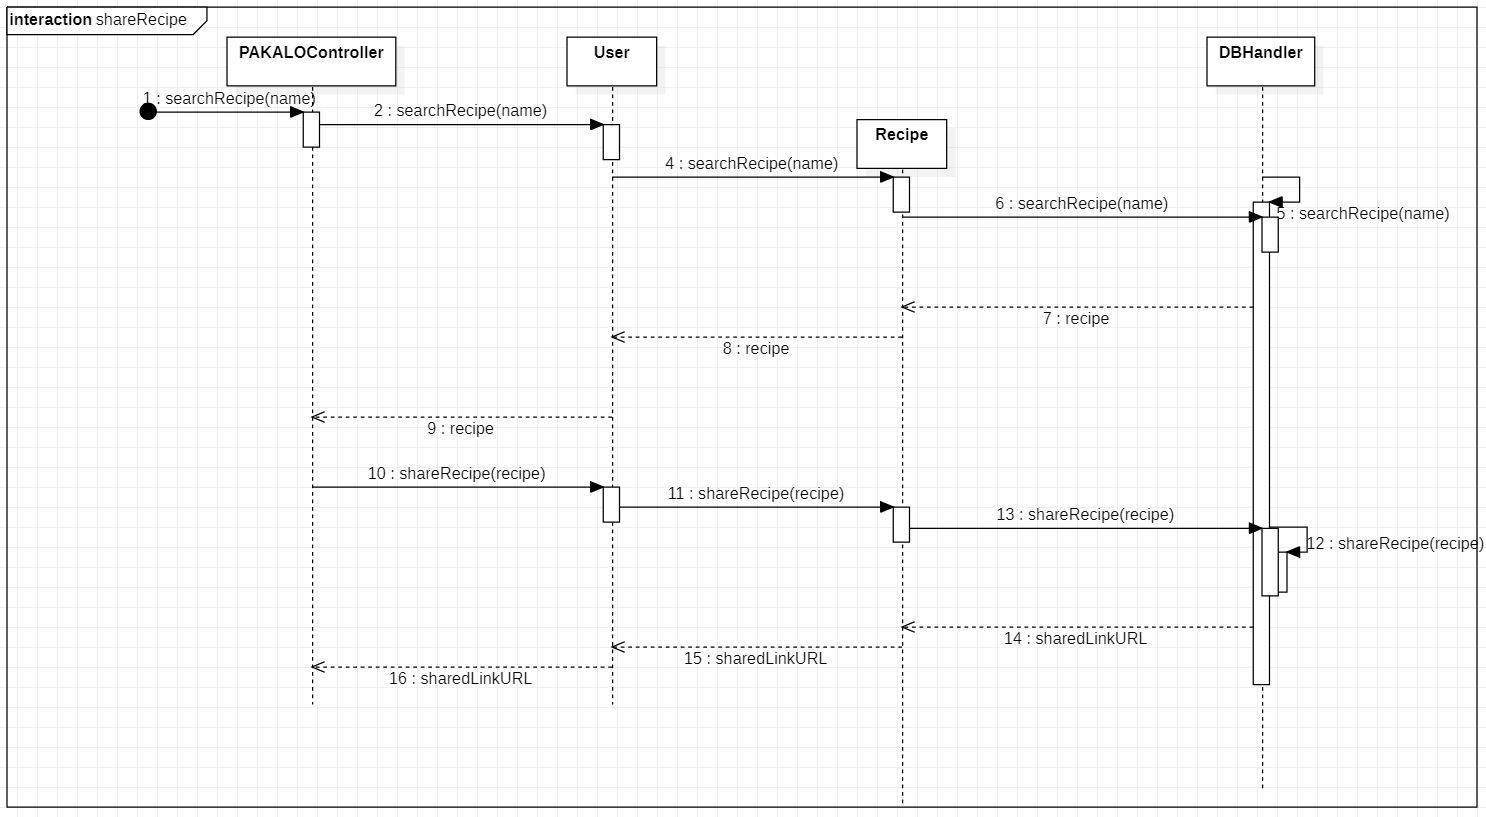 interaction shareRecipe
PAKALOController
User
DBHandler
1 : searchRecipe(name)
2 : searchRecipe(name)
Recipe
4 : searchRecipe(name)
6 : searchRecipe(name)
5 : searchRecipe(name)
7 : recipe
8 : recipe
9 : recipe
10 : shareRecipe(recipe)
11 : shareRecipe(recipe)
13 : shareRecipe(recipe)
12 : shareRecipe(recipe)
14 : sharedLinkURL
15 : sharedLinkURL
16 : sharedLinkURL